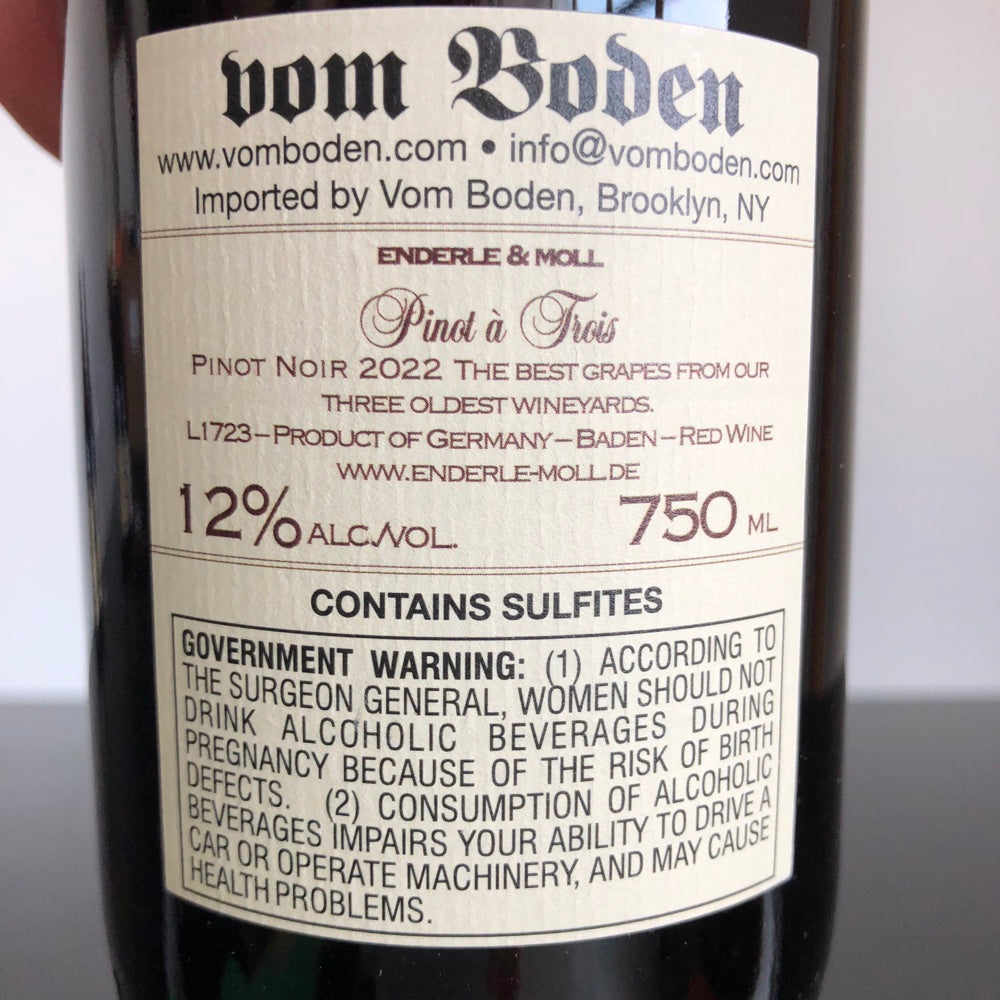 vom Boden
www.vomboden.com • info@vomboden.com
Imported by Vom Boden, Brooklyn, NY
ENDERLE & MOLL
Pinot à Trois
PINOT NOIR 2022 THE BEST GRAPES FROM OUR
THREE OLDEST WINEYARDS.
L1723 – PRODUCT OF GERMANY – BADEN – RED WINE
WWW.ENDERLE-MOLL.DE
12% ALC./VOL. 750 ML
CONTAINS SULFITES
GOVERNMENT WARNING: (1) ACCORDING TO
THE SURGEON GENERAL, WOMEN SHOULD NOT
DRINK ALCOHOLIC BEVERAGES DURING
PREGNANCY BECAUSE OF THE RISK OF BIRTH
DEFECTS. (2) CONSUMPTION OF ALCOHOLIC
BEVERAGES IMPAIRS YOUR ABILITY TO DRIVE A
CAR OR OPERATE MACHINERY, AND MAY CAUSE
HEALTH PROBLEMS.